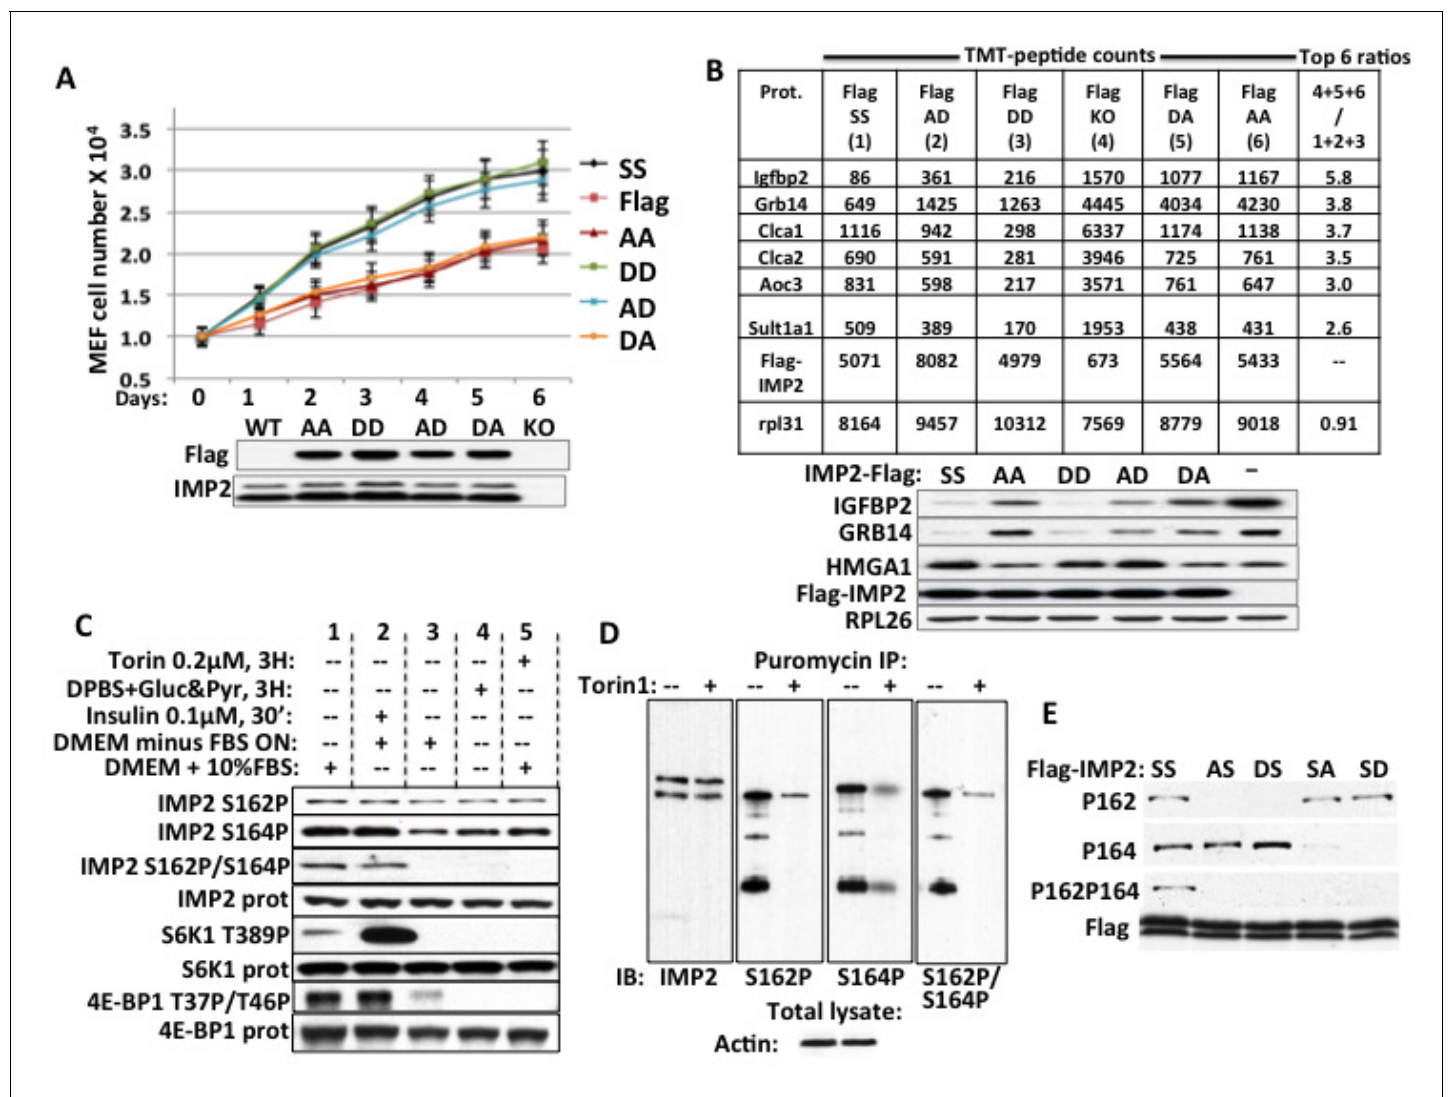 A
MEF cell number X 10⁴
3.5
3.0
2.5
2.0
1.5
1.0
0.5
SS
Flag
AA
DD
AD
DA
Days: 0 1 2 3 4 5 6
WT AA DD AD DA KO
Flag
IMP2
B
TMT-peptide counts Top 6 ratios
Prot. Flag Flag Flag Flag Flag Flag 4+5+6
SS AD DD KO DA AA /
(1) (2) (3) (4) (5) (6) 1+2+3
Igfbp2 86 361 216 1570 1077 1167 5.8
Grb14 649 1425 1263 4445 4034 4230 3.8
Clca1 1116 942 298 6337 1174 1138 3.7
Clca2 690 591 281 3946 725 761 3.5
Aoc3 831 598 217 3571 761 647 3.0
Sult1a1 509 389 170 1953 438 431 2.6
Flag- 5071 8082 4979 673 5564 5433 --
IMP2
rpl31 8164 9457 10312 7569 8779 9018 0.91
IMP2-Flag: SS AA DD AD DA –
IGFBP2
GRB14
HMGA1
Flag-IMP2
RPL26
C
1 2 3 4 5
Torin 0.2μM, 3H: -- -- -- -- +
DPBS+Gluc&Pyr, 3H: -- -- -- + --
Insulin 0.1μM, 30': -- + -- -- --
DMEM minus FBS ON: -- + + -- --
DMEM + 10%FBS: + -- -- -- +
IMP2 S162P
IMP2 S164P
IMP2 S162P/S164P
IMP2 prot
S6K1 T389P
S6K1 prot
4E-BP1 T37P/T46P
4E-BP1 prot
D
Puromycin IP:
Torin1: -- + -- + -- + -- +
IB: IMP2 S162P S164P S162P/
S164P
Total lysate:
Actin:
E
Flag-IMP2: SS AS DS SA SD
P162
P164
P162P164
Flag